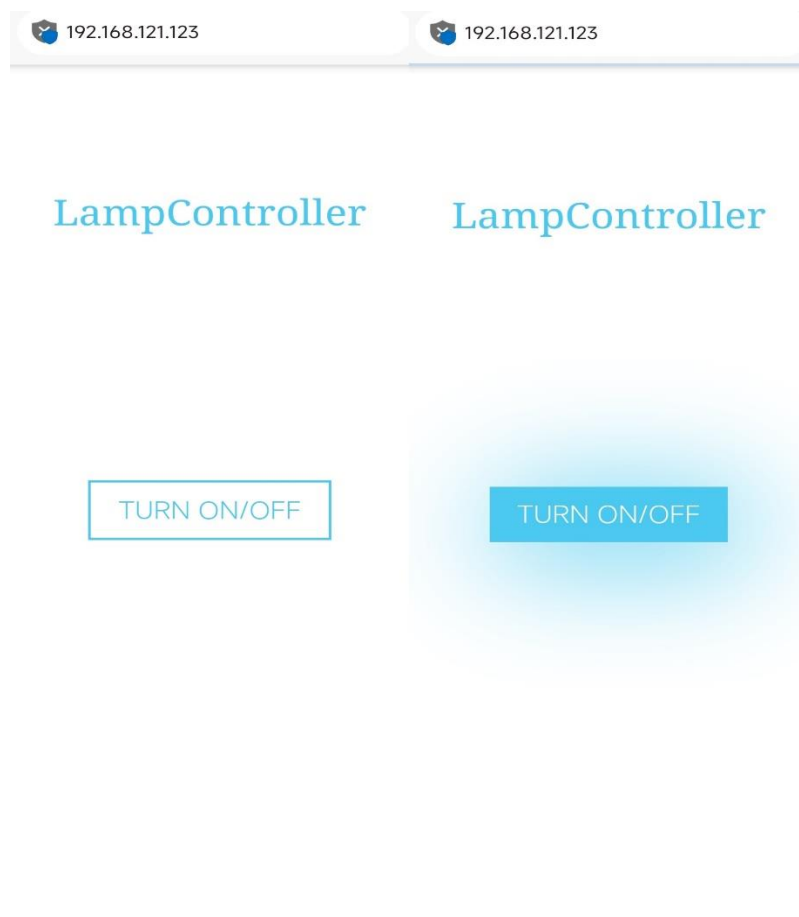 192.168.121.123
LampController
TURN ON/OFF
192.168.121.123
LampController
TURN ON/OFF